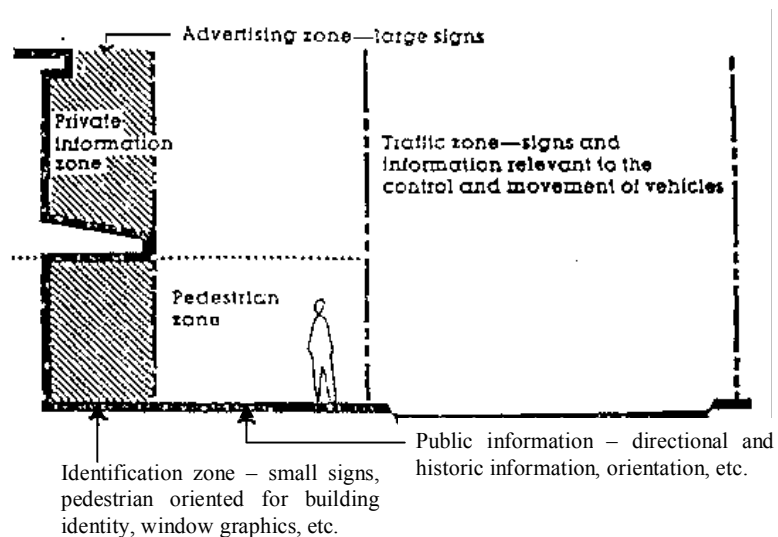 Advertising zone—large signs
Private
information
zone
Traffic zone—signs and
information relevant to the
control and movement of vehicles
Pedestrian
zone
Public information – directional and
historic information, orientation, etc.
Identification zone – small signs,
pedestrian oriented for building
identity, window graphics, etc.